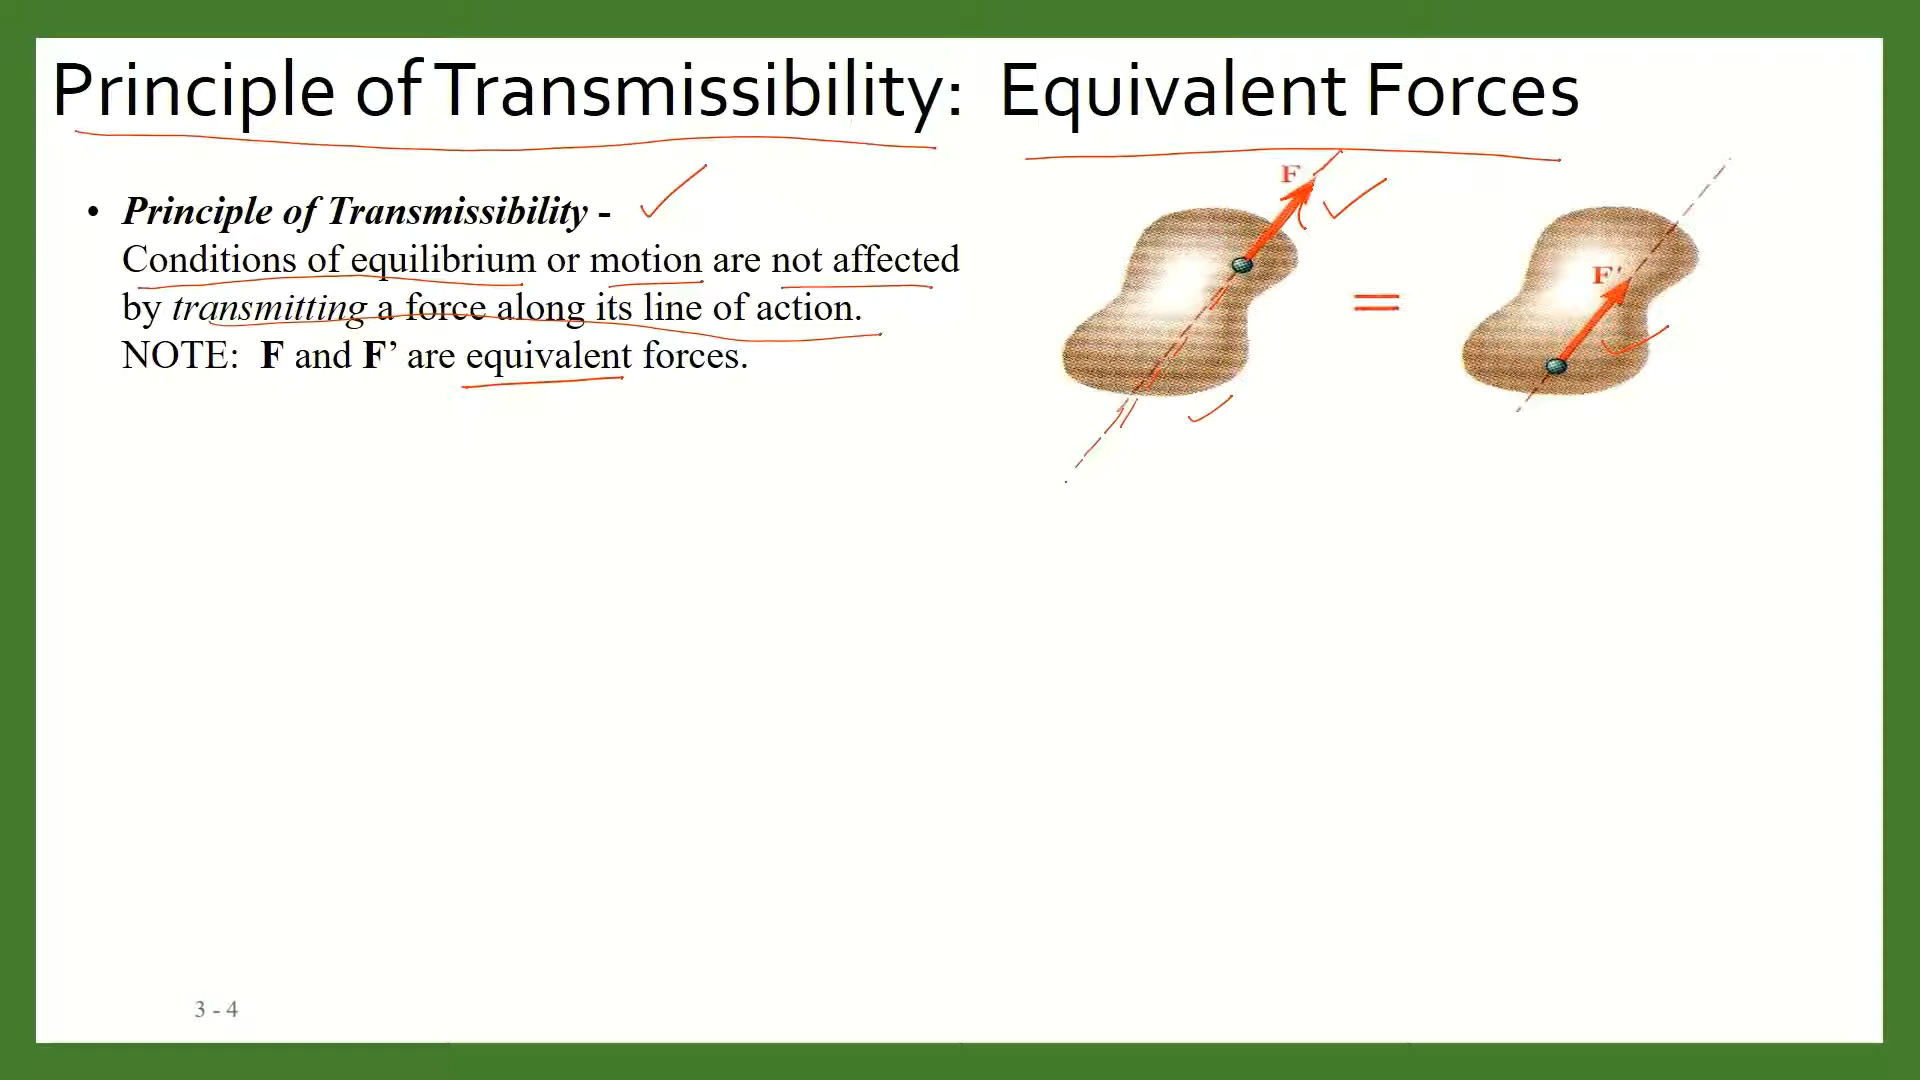 Principle of Transmissibility: Equivalent Forces
• Principle of Transmissibility -
Conditions of equilibrium or motion are not affected
by transmitting a force along its line of action.
NOTE: F and F’ are equivalent forces.
F
=
F'
3 - 4